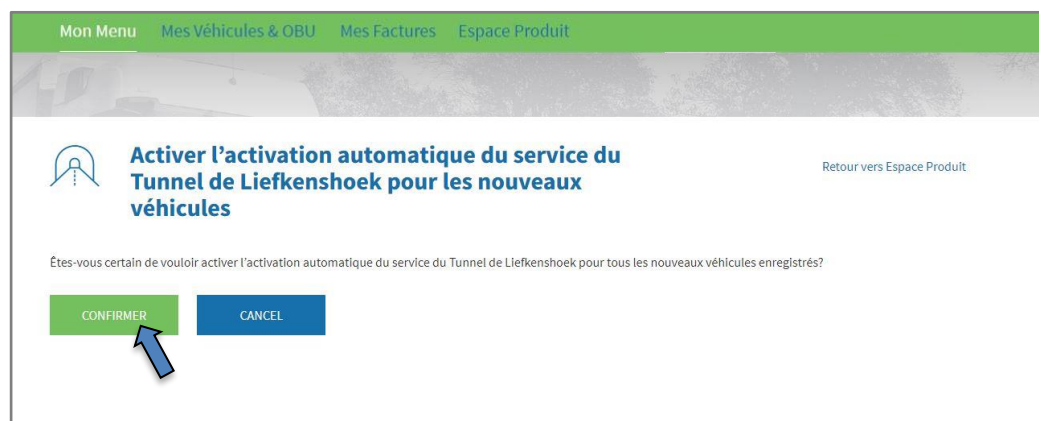 Mon Menu Mes Véhicules & OBU Mes Factures Espace Produit
Activer l'activation automatique du service du
Tunnel de Liefkenshoek pour les nouveaux
véhicules
Retour vers Espace Produit
Êtes-vous certain de vouloir activer l'activation automatique du service du Tunnel de Liefkenshoek pour tous les nouveaux véhicules enregistrés?
CONFIRMER CANCEL